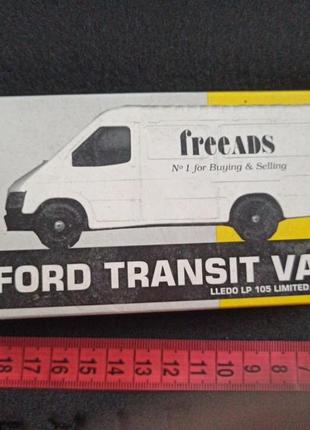 freeADS
Nº 1 for Buying & Selling
FORD TRANSIT VA
LLEDO LP 105 LIMITED
18 17 16 15 14 13 12 11 10 9 8 7